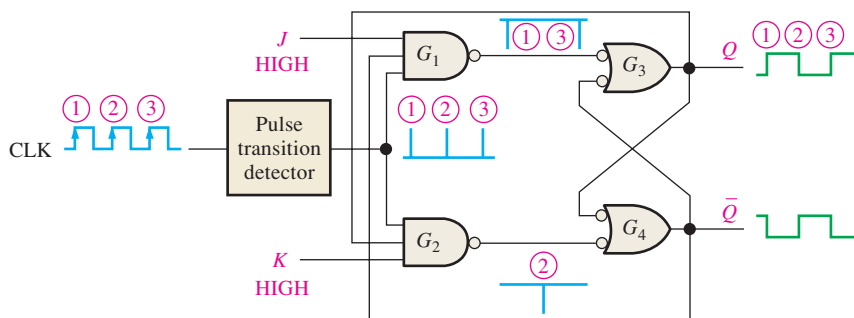 J
HIGH
G1
① ③
G3
Q
① ② ③
① ② ③
CLK
Pulse
transition
detector
① ② ③
G2
K
HIGH
②
G4
Q̄